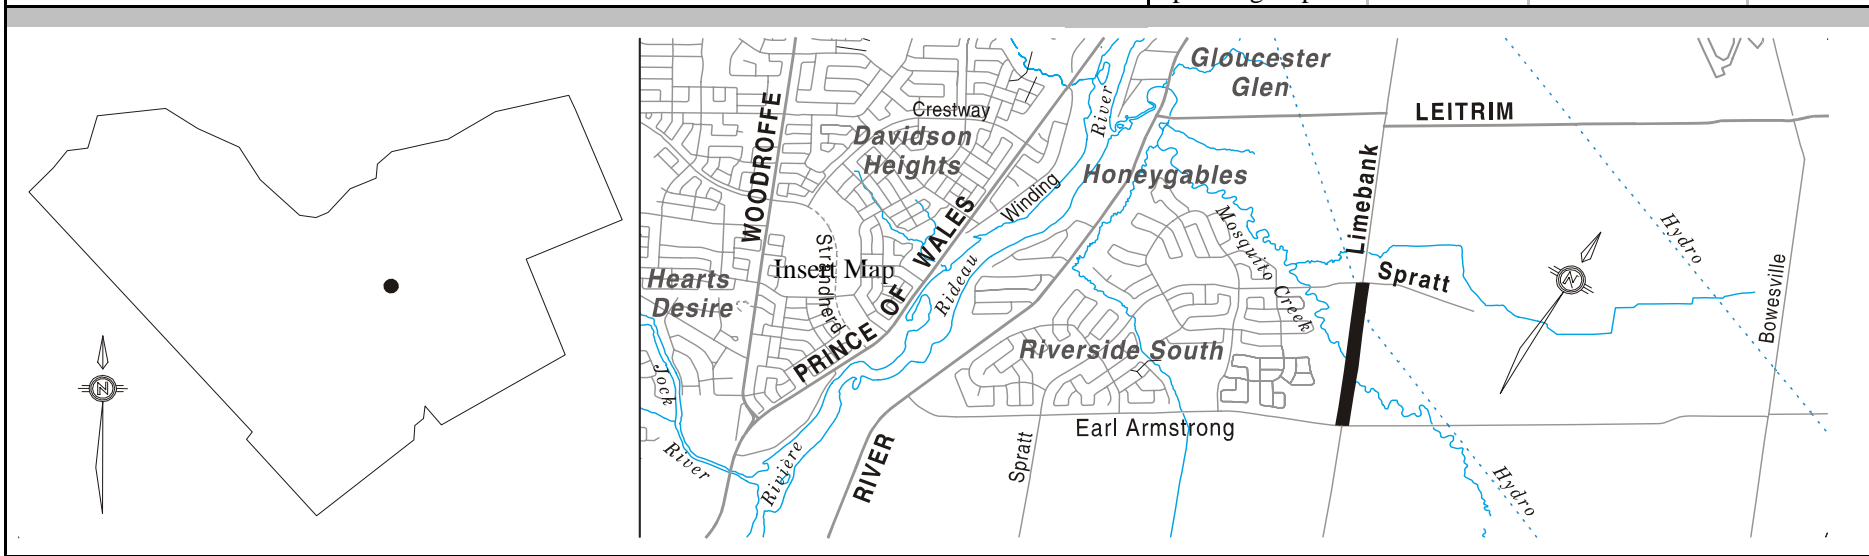 Gloucester
Glen
Crestway
LEITRIM
River
Davidson
Heights
WOODROFFE
Honeygables
Limebank
Winding
WALES
OF
PRINCE
Mosquito Creek
Hydro
Strandherd
Insert Map
Hearts
Desire
Rideau
Spratt
Bowesville
N
N
Riverside South
Jock
River
Earl Armstrong
Spratt
RIVER
Rivière
Hydro